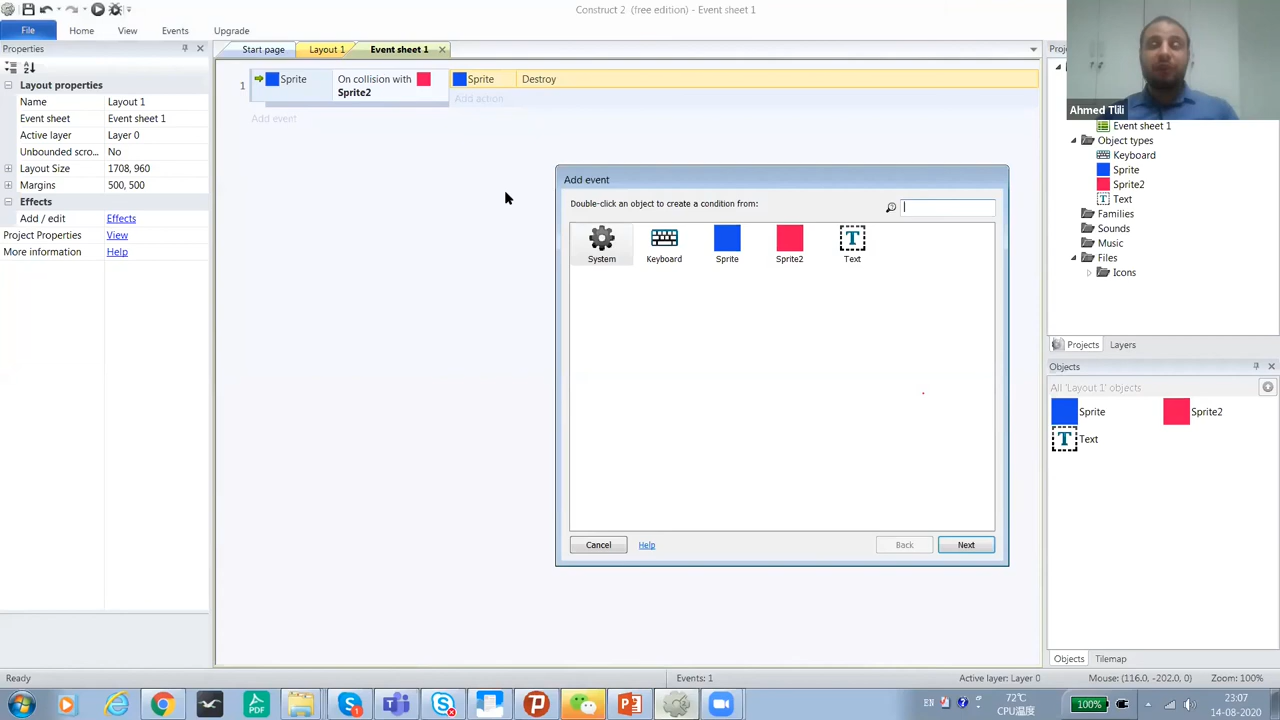 Construct 2 (free edition) - Event sheet 1
File
Home
View
Events
Upgrade
Properties
Layout properties
Name Layout 1
Event sheet Event sheet 1
Active layer Layer 0
Unbounded scro... No
Layout Size 1708, 960
Margins 500, 500
Effects
Add / edit Effects
Project Properties View
More information Help
Start page
Layout 1
Event sheet 1
1
Sprite
On collision with
Sprite2
Sprite
Destroy
Add action
Add event
Add event
Double-click an object to create a condition from:
System
Keyboard
Sprite
Sprite2
Text
Cancel
Help
Back
Next
Ahmed Tlili
Event sheet 1
Object types
Keyboard
Sprite
Sprite2
Text
Families
Sounds
Music
Files
Icons
Projects
Layers
Objects
All 'Layout 1' objects
Sprite
Sprite2
Text
Objects
Tilemap
Ready
Events: 1
Active layer: Layer 0
Mouse: (116.0, -202.0, 0)
Zoom: 100%
EN
72℃
CPU温度
100%
23:07
14-08-2020